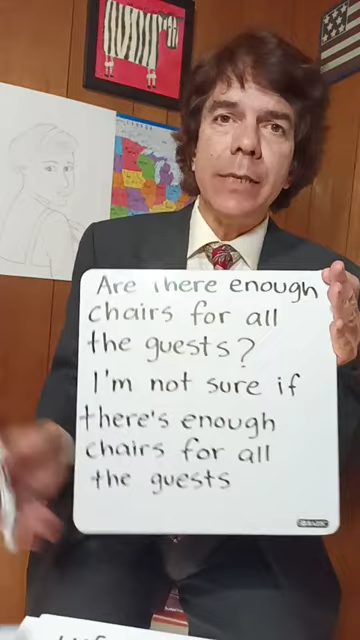 Are there enough
chairs for all
the guests?
I'm not sure if
there's enough
chairs for all
the guests